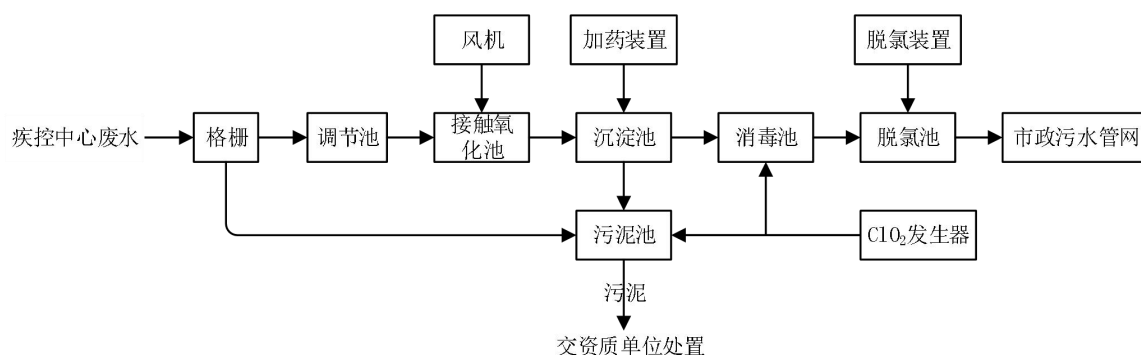 风机
加药装置
脱氯装置
疾控中心废水
格栅
调节池
接触氧
化池
沉淀池
消毒池
脱氯池
市政污水管网
污泥池
ClO₂发生器
污泥
交资质单位处置